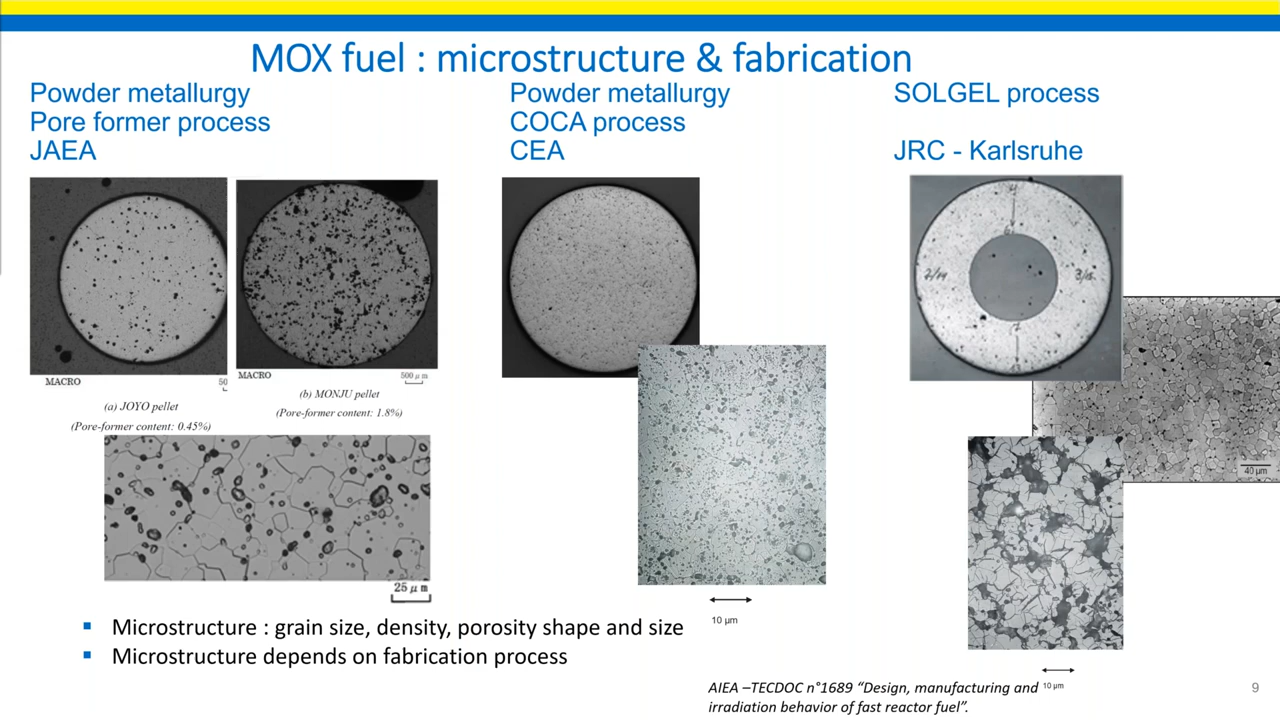 MOX fuel : microstructure & fabrication
Powder metallurgy
Pore former process
JAEA
Powder metallurgy
COCA process
CEA
SOLGEL process
JRC - Karlsruhe
MACRO
50
(a) JOYO pellet
(Pore-former content: 0.45%)
MACRO
500 μm
(b) MONJU pellet
(Pore-former content: 1.8%)
25 μm
10 μm
40 μm
10 μm
▪ Microstructure : grain size, density, porosity shape and size
▪ Microstructure depends on fabrication process
AIEA –TECDOC n°1689 “Design, manufacturing and
irradiation behavior of fast reactor fuel”.
9